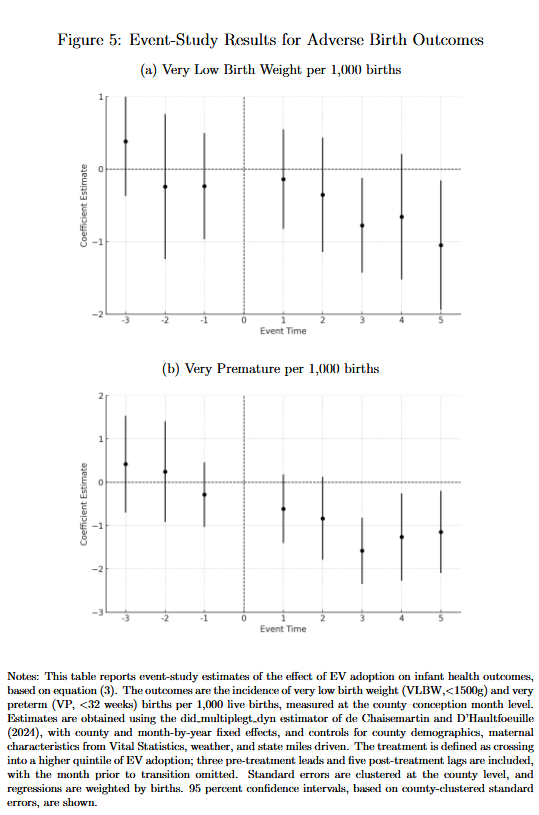 Figure 5: Event-Study Results for Adverse Birth Outcomes
(a) Very Low Birth Weight per 1,000 births
1
0
−1
−2
Coefficient Estimate
-3 -2 -1 0 1 2 3 4 5
Event Time
(b) Very Premature per 1,000 births
2
1
0
−1
−2
−3
Coefficient Estimate
-3 -2 -1 0 1 2 3 4 5
Event Time
Notes: This table reports event-study estimates of the effect of EV adoption on infant health outcomes,
based on equation (3). The outcomes are the incidence of very low birth weight (VLBW,<1500g) and very
preterm (VP, <32 weeks) births per 1,000 live births, measured at the county conception month level.
Estimates are obtained using the did_multiplegt_dyn estimator of de Chaisemartin and D'Haultfoeuille
(2024), with county and month-by-year fixed effects, and controls for county demographics, maternal
characteristics from Vital Statistics, weather, and state miles driven. The treatment is defined as crossing
into a higher quintile of EV adoption; three pre-treatment leads and five post-treatment lags are included,
with the month prior to transition omitted. Standard errors are clustered at the county level, and
regressions are weighted by births. 95 percent confidence intervals, based on county-clustered standard
errors, are shown.